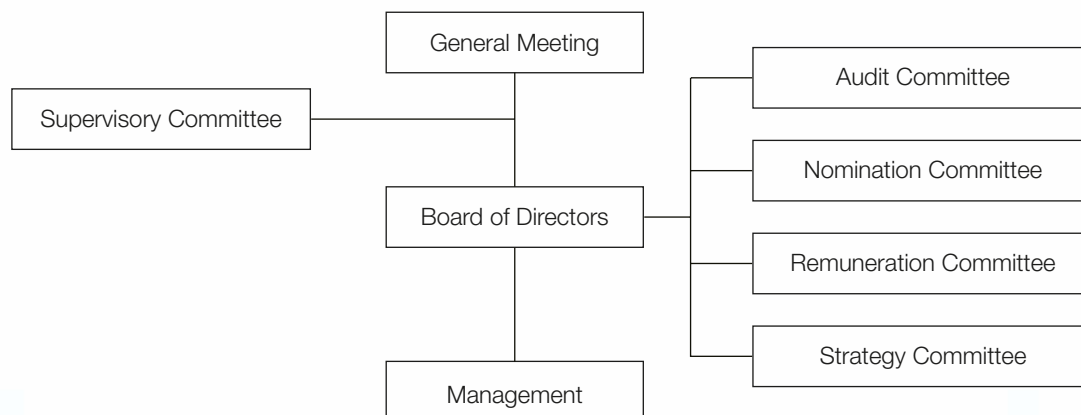 General Meeting
Supervisory Committee
Board of Directors
Management
Audit Committee
Nomination Committee
Remuneration Committee
Strategy Committee